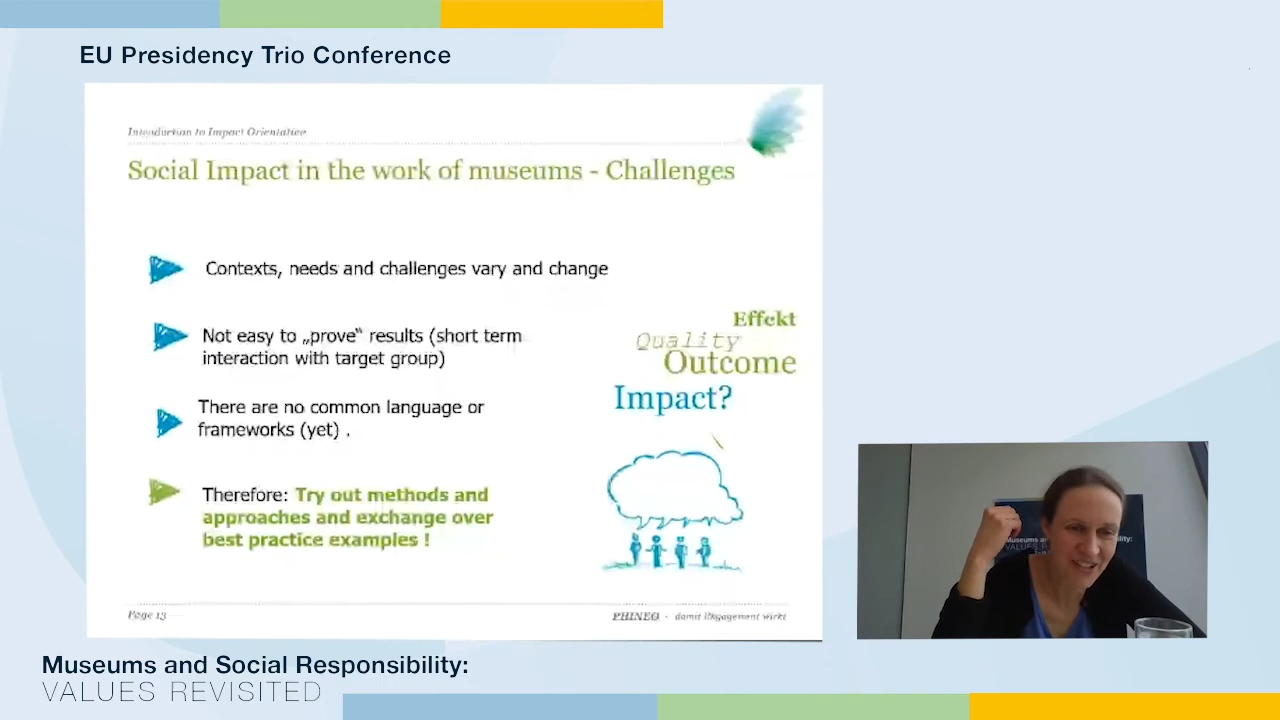 EU Presidency Trio Conference
Introduction to Impact Orientation
Social Impact in the work of museums - Challenges
Contexts, needs and challenges vary and change
Not easy to „prove“ results (short term
interaction with target group)
There are no common language or
frameworks (yet) .
Therefore: Try out methods and
approaches and exchange over
best practice examples !
Effekt
Quality
Outcome
Impact?
Page 13
PHINEO - damit Engagement wirkt
Museums and Social Responsibility:
VALUES REVISITED